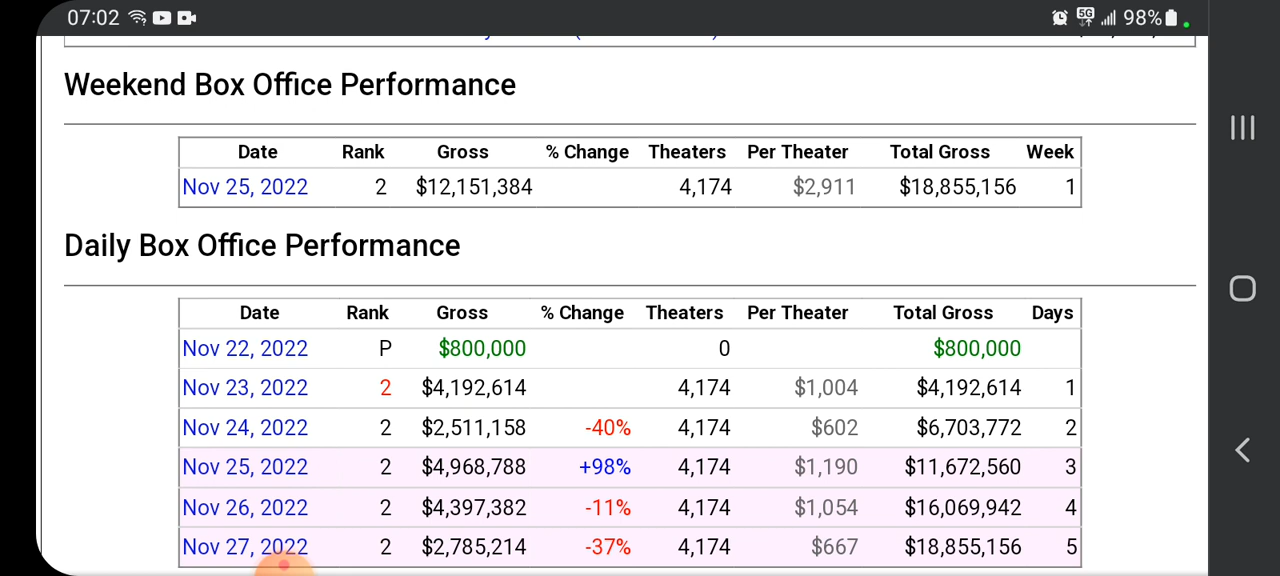 07:02 5G 98%
Weekend Box Office Performance
Date Rank Gross % Change Theaters Per Theater Total Gross Week
Nov 25, 2022 2 $12,151,384 4,174 $2,911 $18,855,156 1
Daily Box Office Performance
Date Rank Gross % Change Theaters Per Theater Total Gross Days
Nov 22, 2022 P $800,000 0 $800,000
Nov 23, 2022 2 $4,192,614 4,174 $1,004 $4,192,614 1
Nov 24, 2022 2 $2,511,158 -40% 4,174 $602 $6,703,772 2
Nov 25, 2022 2 $4,968,788 +98% 4,174 $1,190 $11,672,560 3
Nov 26, 2022 2 $4,397,382 -11% 4,174 $1,054 $16,069,942 4
Nov 27, 2022 2 $2,785,214 -37% 4,174 $667 $18,855,156 5